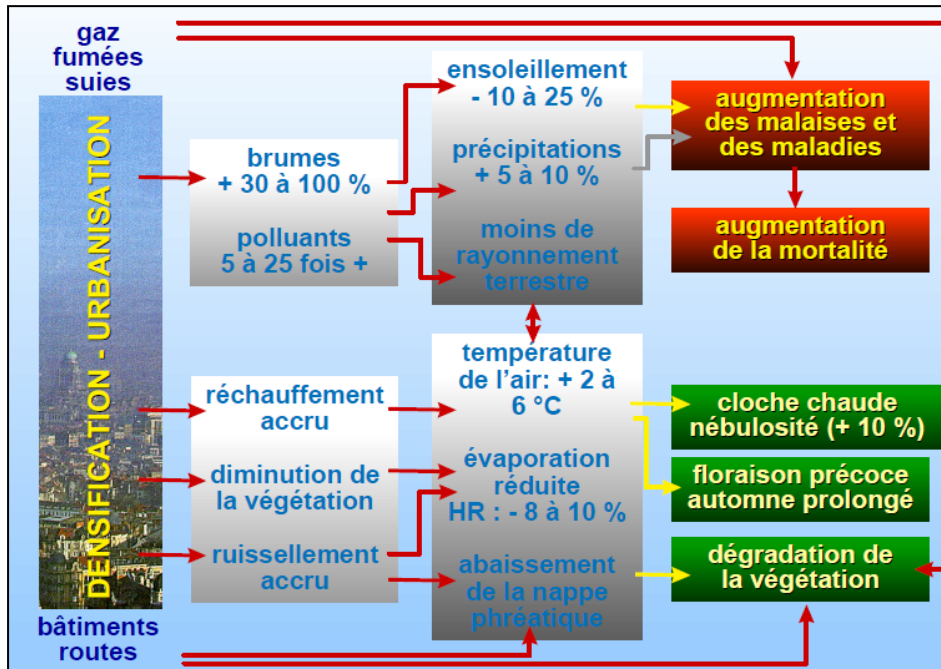 gaz
fumées
suies
DENSIFICATION - URBANISATION
bâtiments
routes
brumes
+ 30 à 100 %
polluants
5 à 25 fois +
réchauffement
accru
diminution de
la végétation
ruissellement
accru
ensoleillement
- 10 à 25 %
précipitations
+ 5 à 10 %
moins de
rayonnement
terrestre
température
de l'air: + 2 à
6 °C
évaporation
réduite
HR : - 8 à 10 %
abaissement
de la nappe
phréatique
augmentation
des malaises et
des maladies
augmentation
de la mortalité
cloche chaude
nébulosité (+ 10 %)
floraison précoce
automne prolongé
dégradation de
la végétation